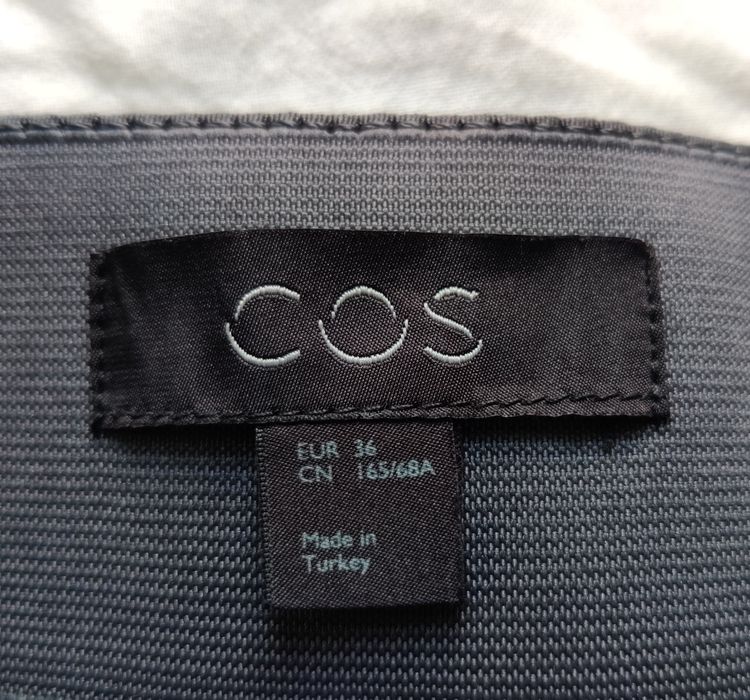 COS
EUR 36
CN 165/68A
Made in
Turkey